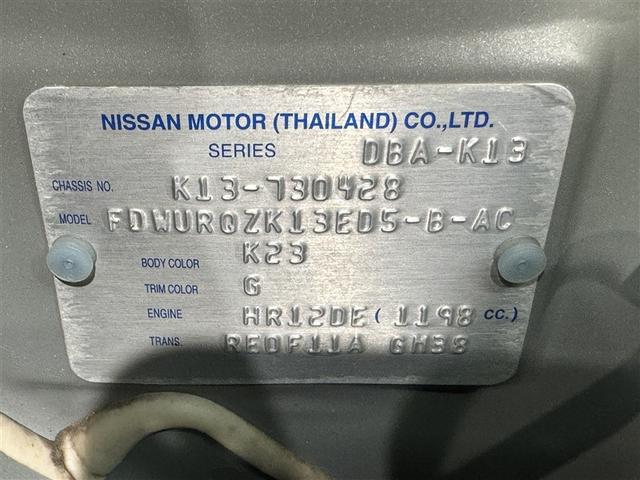 NISSAN MOTOR (THAILAND) CO.,LTD.
SERIES DBA-K13
CHASSIS NO. K13-730428
MODEL FDWURQZK13ED5-B-AC
BODY COLOR K23
TRIM COLOR G
ENGINE HR12DE ( 1198 CC.)
TRANS. RE0F11A GH38